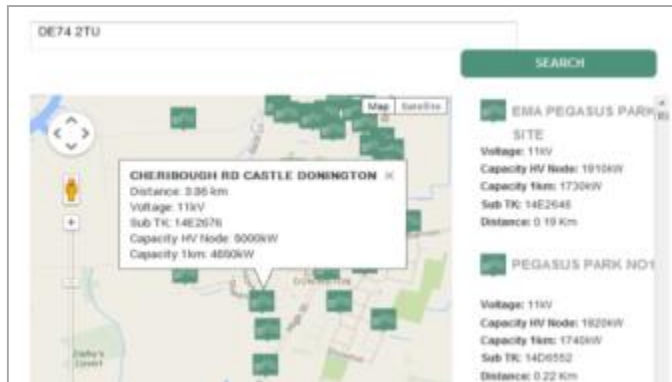 DE74 2TU
SEARCH
Map Satellite
CHERIBOUGH RD CASTLE DONINGTON ×
Distance: 3.86 km
Voltage: 11kV
Sub TK: 14E2676
Capacity HV Node: 5000kW
Capacity 1km: 4690kW
EMA PEGASUS PARK
SITE
Voltage: 11kV
Capacity HV Node: 1910kW
Capacity 1km: 1730kW
Sub TK: 14E2646
Distance: 0.19 Km
PEGASUS PARK NO1
Voltage: 11kV
Capacity HV Node: 1820kW
Capacity 1km: 1740kW
Sub TK: 14D6552
Distance: 0.22 Km